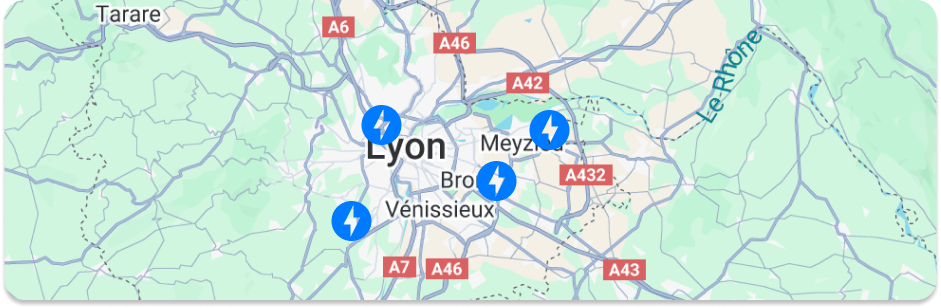 Tarare
A6
A46
A42
Le Rhône
Lyon
Meyzieu
A432
Bron
Vénissieux
A7
A46
A43